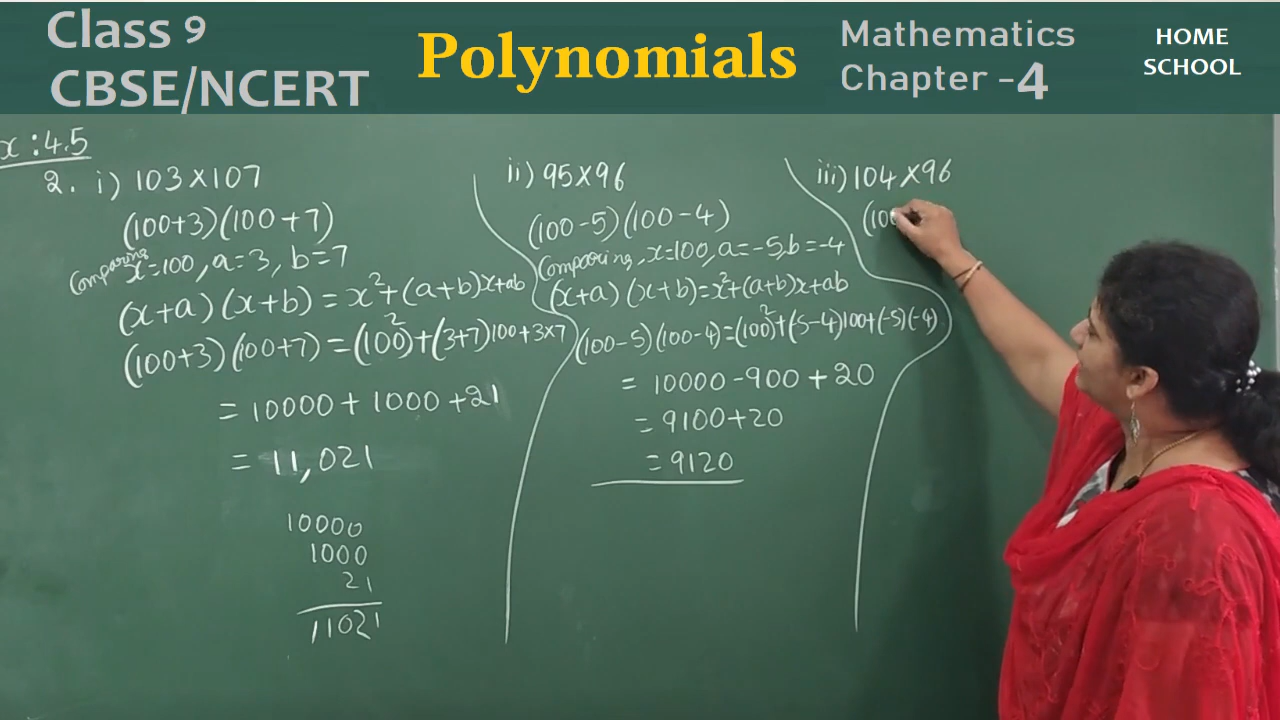 Class 9
CBSE/NCERT
Polynomials
Mathematics
Chapter -4
HOME
SCHOOL
x : 4.5
2. i) 103×107
(100+3)(100+7)
Comparing x=100, a=3, b=7
(x+a)(x+b) = x²+(a+b)x+ab
(100+3)(100+7) = (100)²+(3+7)100+3×7
= 10000 + 1000 +21
= 11,021
10000
1000
21
11021
ii) 95×96
(100-5)(100-4)
Comparing, x=100, a=-5, b=-4
(x+a)(x+b)=x²+(a+b)x+ab
(100-5)(100-4)=(100)²+(-5-4)100+(-5)(-4)
= 10000-900+20
= 9100+20
= 9120
iii) 104×96
(100